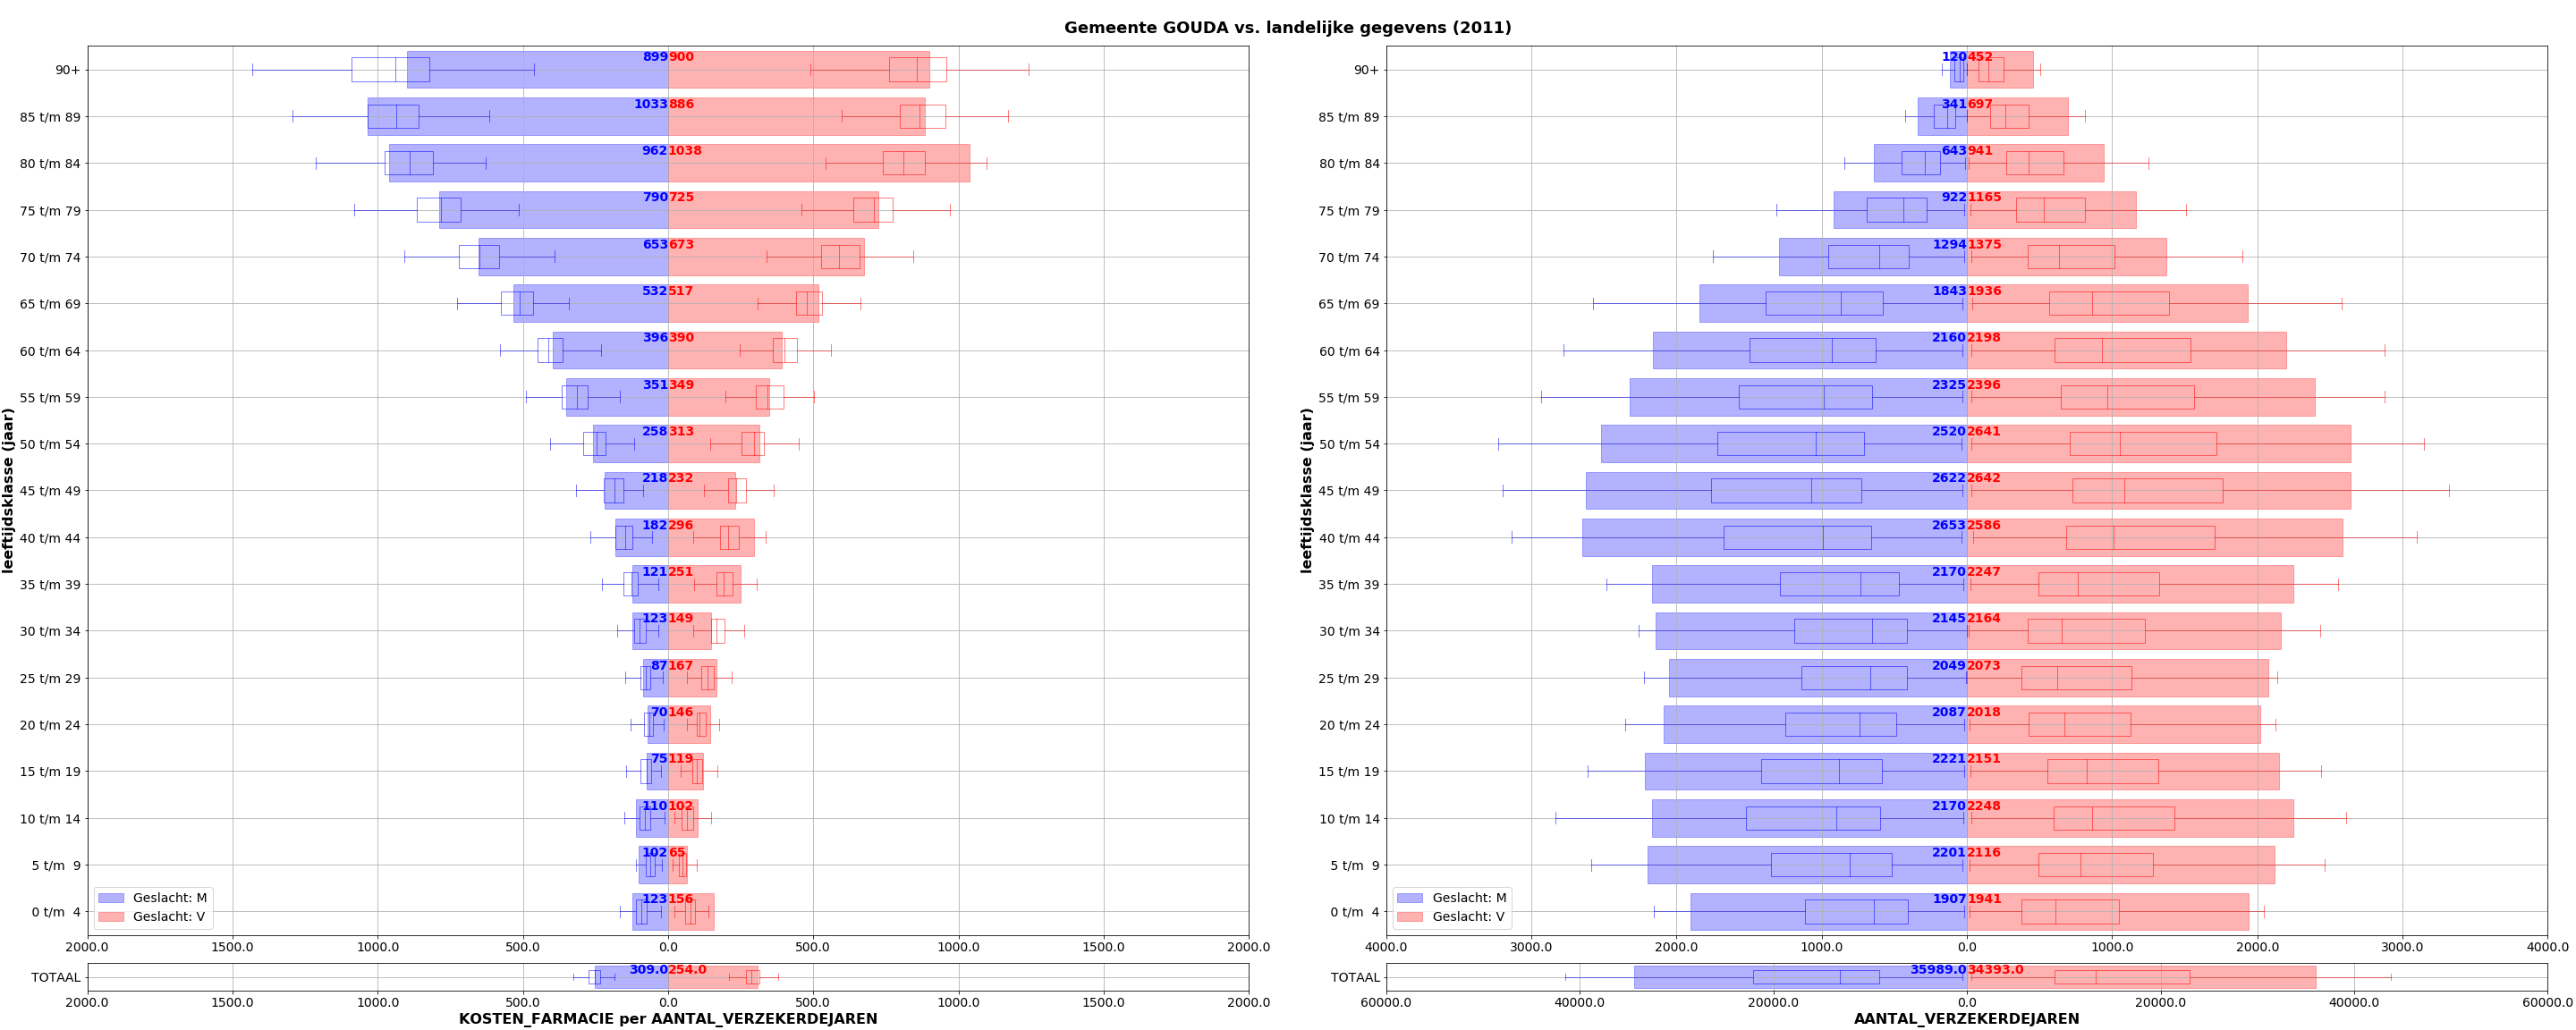 Gemeente GOUDA vs. landelijke gegevens (2011)
leeftijdsklasse (jaar)
90+ 899 900
85 t/m 89 1033 886
80 t/m 84 962 1038
75 t/m 79 790 725
70 t/m 74 653 673
65 t/m 69 532 517
60 t/m 64 396 390
55 t/m 59 351 349
50 t/m 54 258 313
45 t/m 49 218 232
40 t/m 44 182 296
35 t/m 39 121 251
30 t/m 34 123 149
25 t/m 29 87 167
20 t/m 24 70 146
15 t/m 19 75 119
10 t/m 14 110 102
5 t/m 9 102 65
0 t/m 4 123 156
Geslacht: M
Geslacht: V
2000.0 1500.0 1000.0 500.0 0.0 500.0 1000.0 1500.0 2000.0
TOTAAL 309.0 254.0
2000.0 1500.0 1000.0 500.0 0.0 500.0 1000.0 1500.0 2000.0
KOSTEN_FARMACIE per AANTAL_VERZEKERDEJAREN
leeftijdsklasse (jaar)
90+ 120 452
85 t/m 89 341 697
80 t/m 84 643 941
75 t/m 79 922 1165
70 t/m 74 1294 1375
65 t/m 69 1843 1936
60 t/m 64 2160 2198
55 t/m 59 2325 2396
50 t/m 54 2520 2641
45 t/m 49 2622 2642
40 t/m 44 2653 2586
35 t/m 39 2170 2247
30 t/m 34 2145 2164
25 t/m 29 2049 2073
20 t/m 24 2087 2018
15 t/m 19 2221 2151
10 t/m 14 2170 2248
5 t/m 9 2201 2116
0 t/m 4 1907 1941
Geslacht: M
Geslacht: V
4000.0 3000.0 2000.0 1000.0 0.0 1000.0 2000.0 3000.0 4000.0
TOTAAL 35989.0 34393.0
60000.0 40000.0 20000.0 0.0 20000.0 40000.0 60000.0
AANTAL_VERZEKERDEJAREN